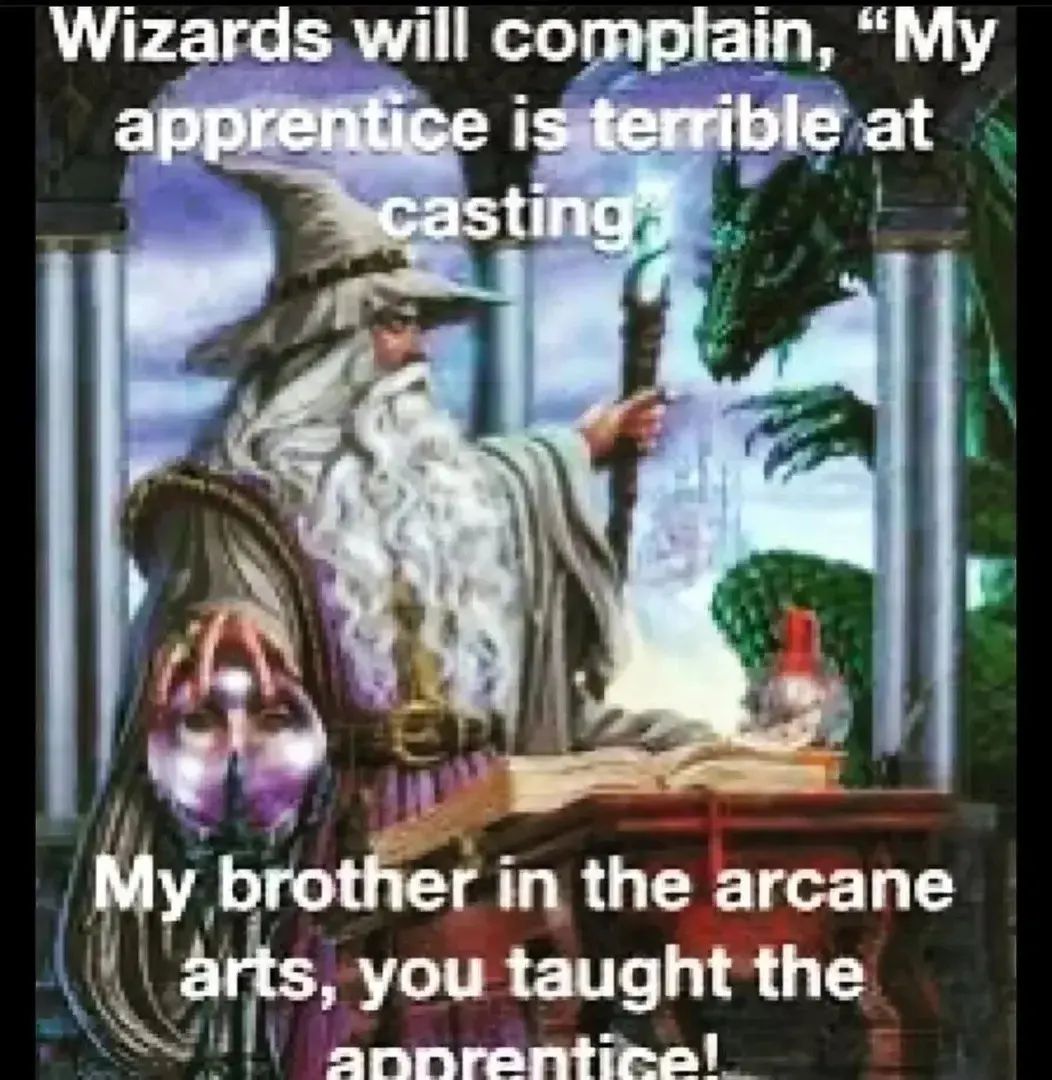 Wizards will complain, “My
apprentice is terrible at
casting”
My brother in the arcane
arts, you taught the
apprentice!